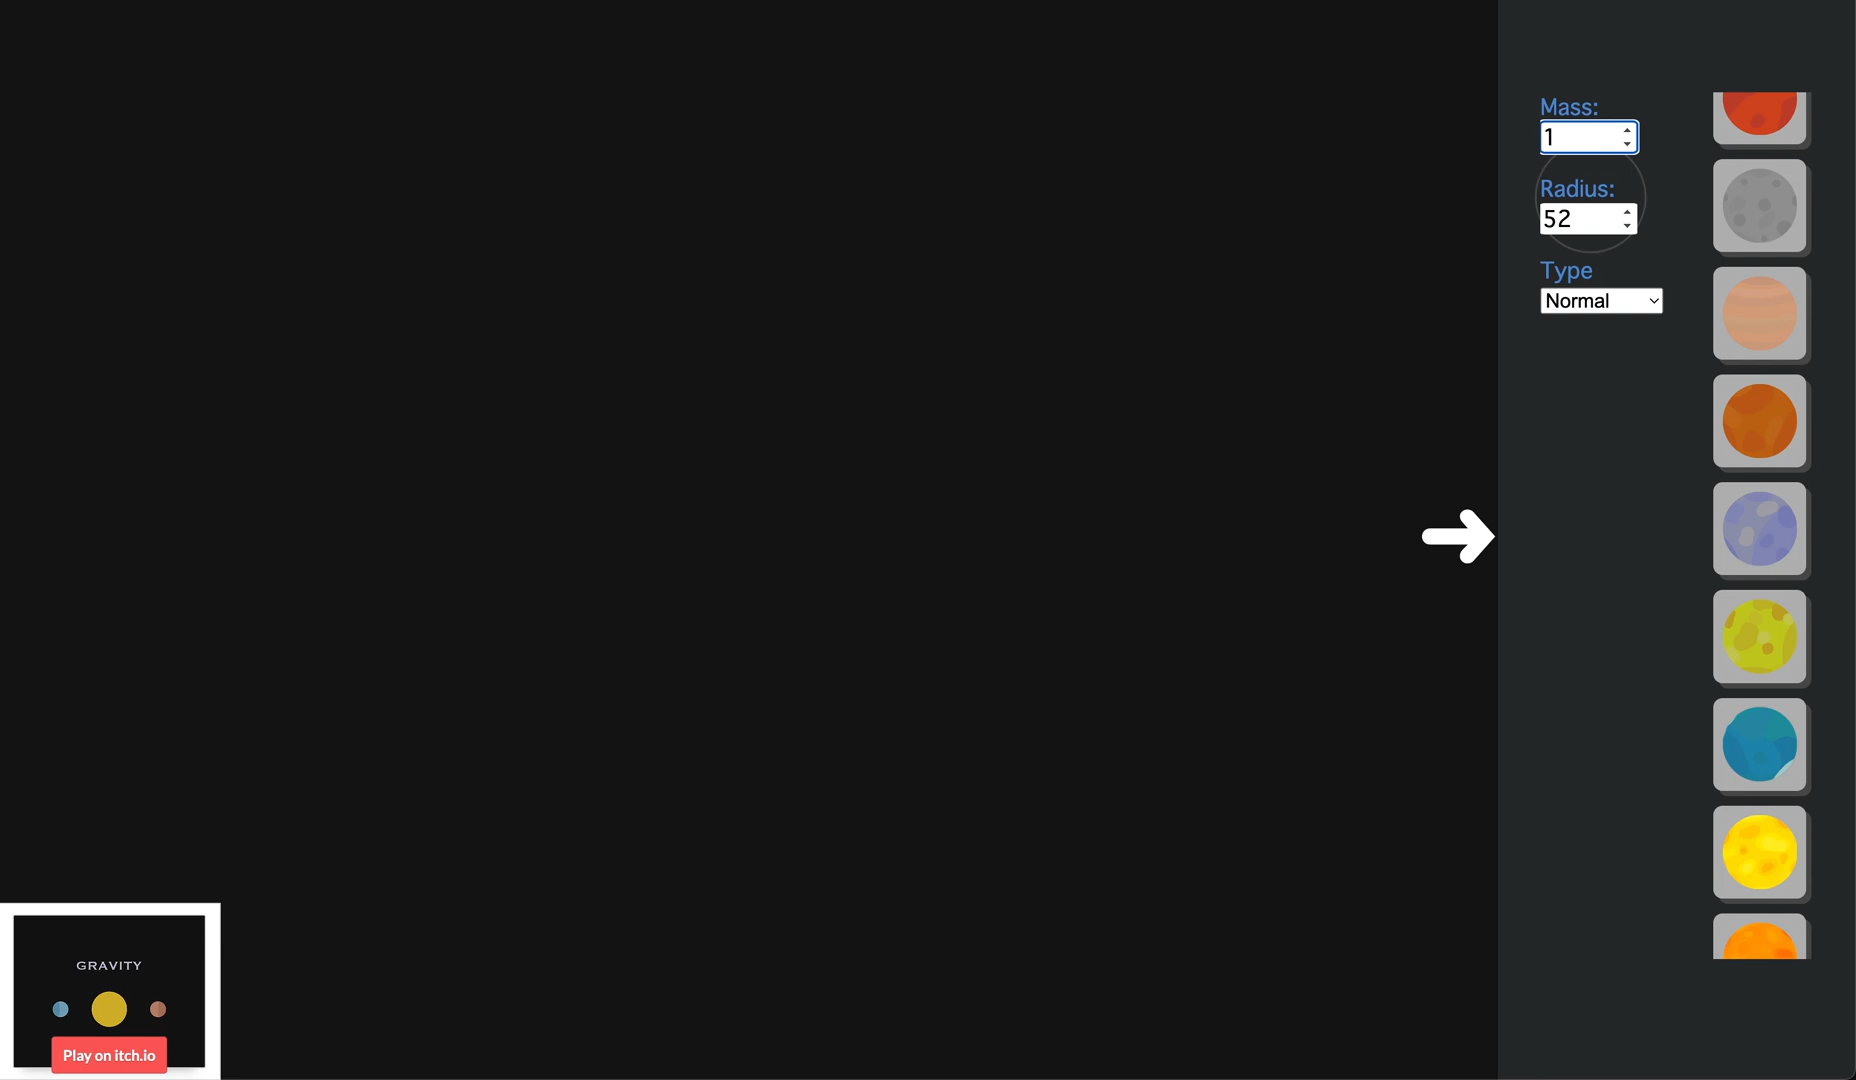 Mass:
1
Radius:
52
Type
Normal
GRAVITY
Play on itch.io